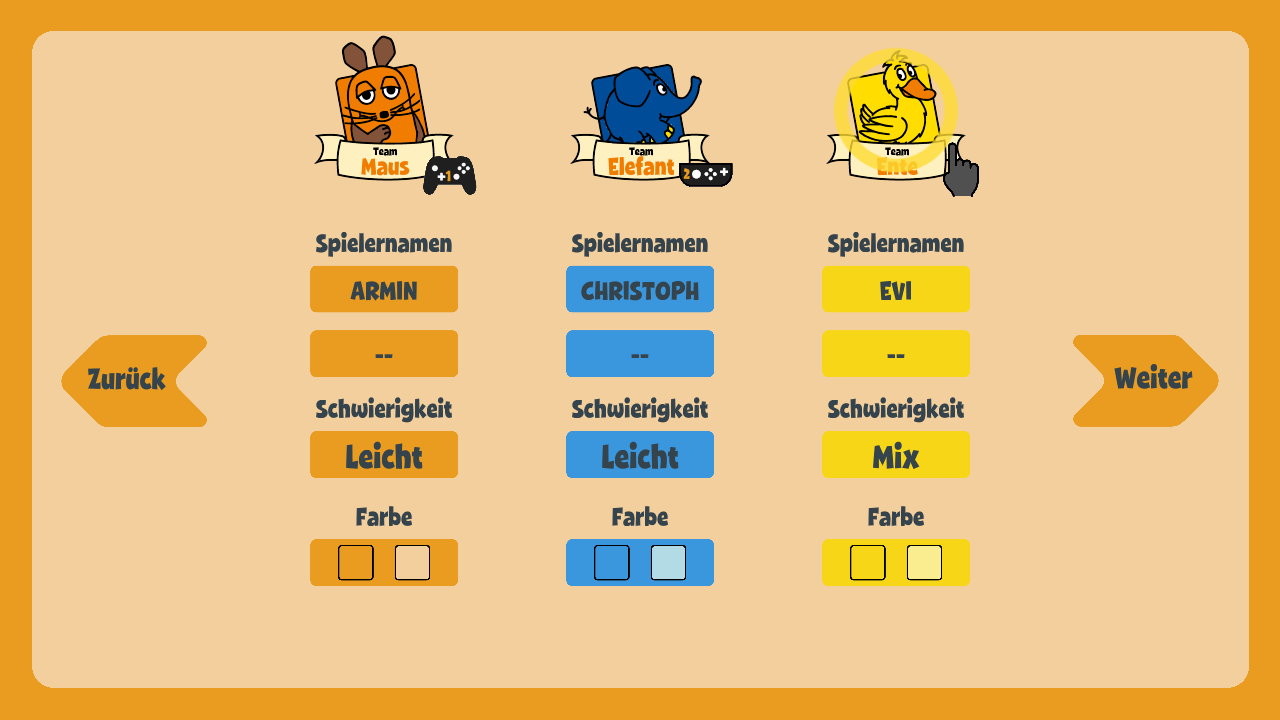 Team
Maus
1
Team
Elefant
2
Team
Ente
Spielernamen
Spielernamen
Spielernamen
ARMIN
CHRISTOPH
EVI
--
--
--
Zurück
Weiter
Schwierigkeit
Schwierigkeit
Schwierigkeit
Leicht
Leicht
Mix
Farbe
Farbe
Farbe